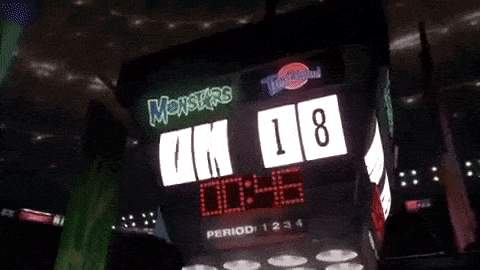 MONSTARS Tune Squad
18
00:46
PERIOD: 1 2 3 4